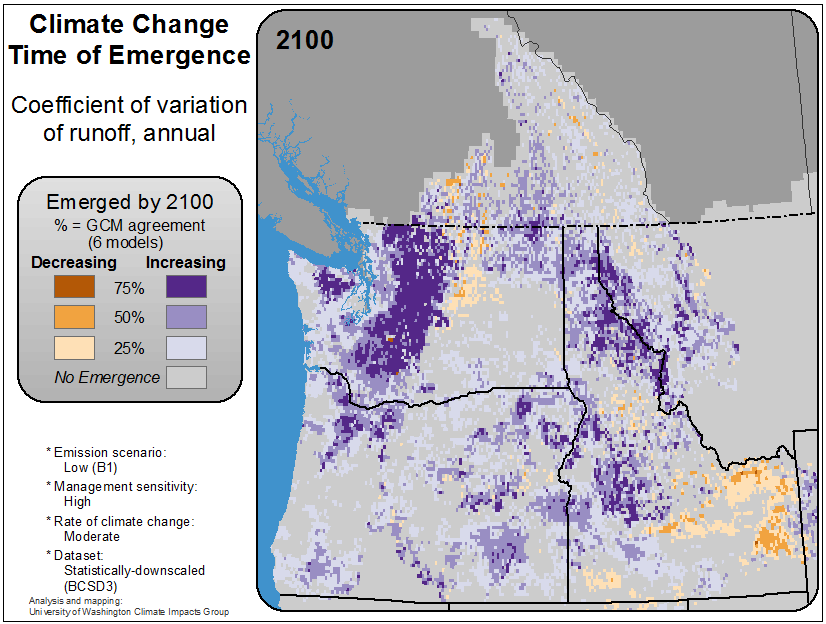 Climate Change
Time of Emergence
Coefficient of variation
of runoff, annual
Emerged by 2100
% = GCM agreement
(6 models)
Decreasing Increasing
75%
50%
25%
No Emergence
* Emission scenario:
Low (B1)
* Management sensitivity:
High
* Rate of climate change:
Moderate
* Dataset:
Statistically-downscaled
(BCSD3)
Analysis and mapping:
University of Washington Climate Impacts Group
2100